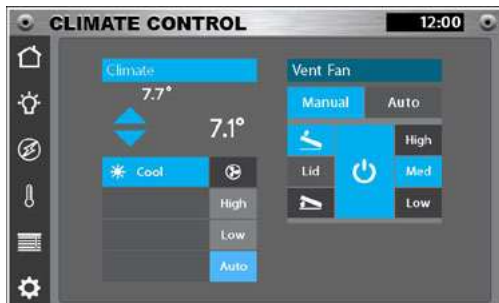 CLIMATE CONTROL 12:00
Climate
7.7°
7.1°
Cool
High
Low
Auto
Vent Fan
Manual Auto
High
Lid Med
Low